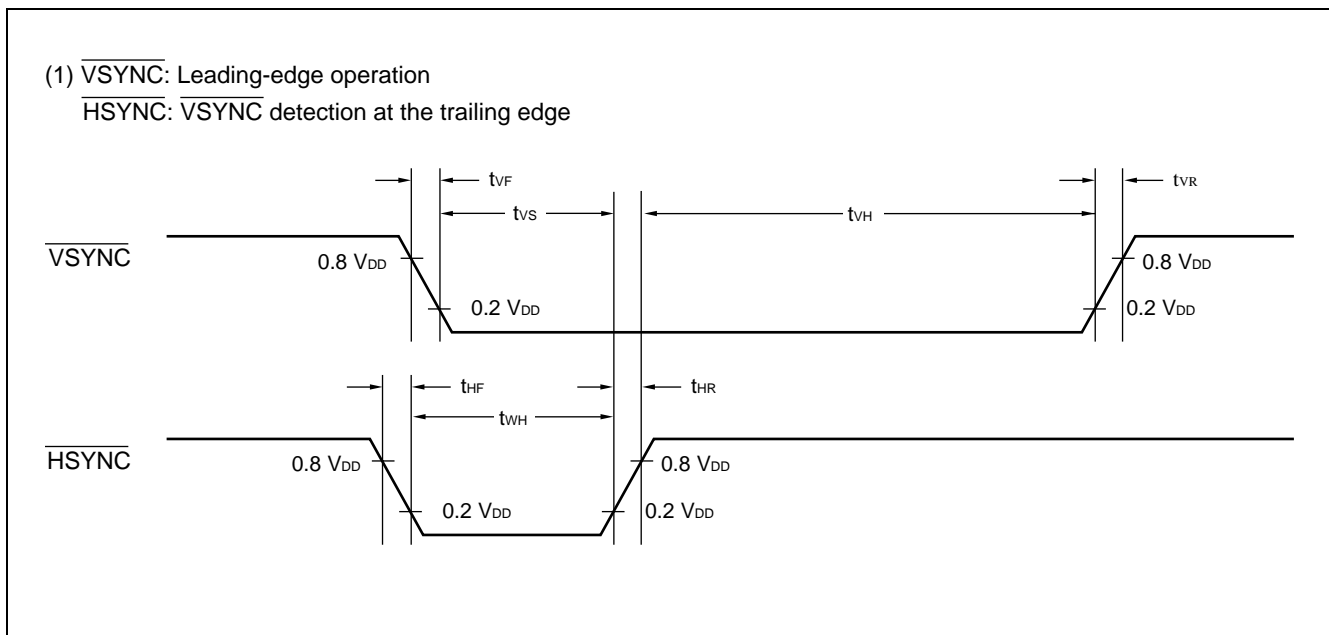 (1) VSYNC: Leading-edge operation
HSYNC: VSYNC detection at the trailing edge
tVF
tVR
tVS
tVH
VSYNC
0.8 VDD
0.8 VDD
0.2 VDD
0.2 VDD
tHF
tHR
tWH
HSYNC
0.8 VDD
0.8 VDD
0.2 VDD
0.2 VDD